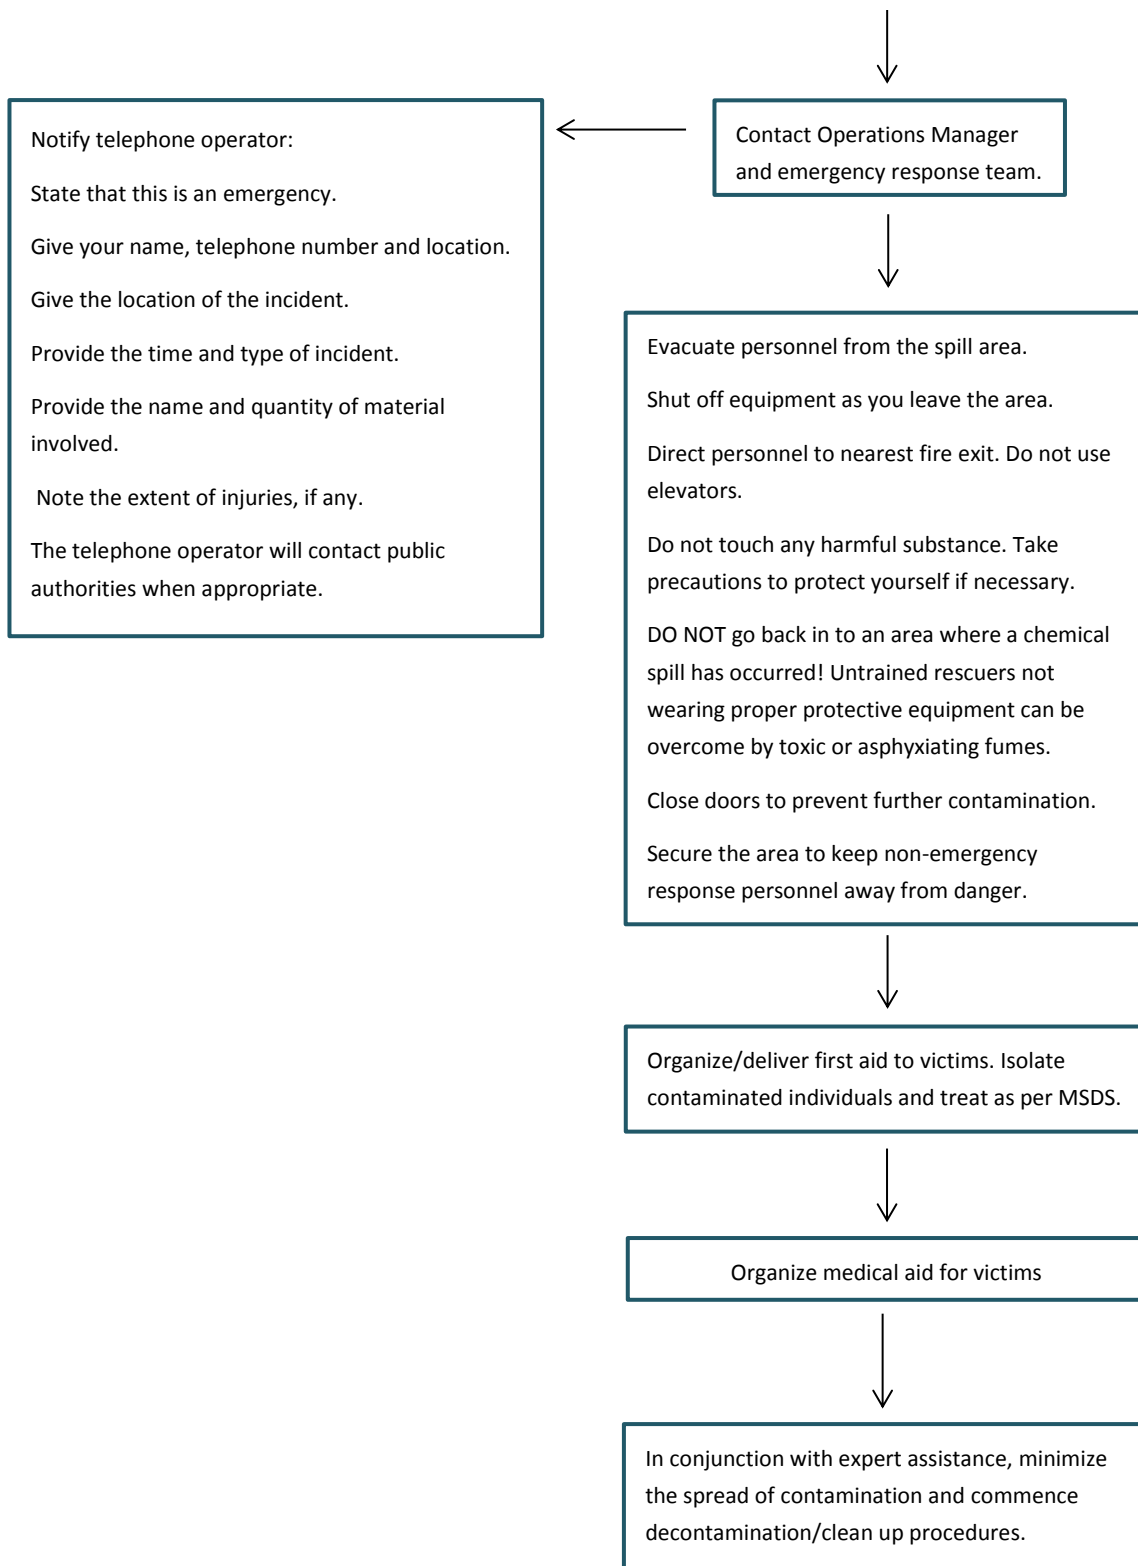 Contact Operations Manager
and emergency response team.
Notify telephone operator:
State that this is an emergency.
Give your name, telephone number and location.
Give the location of the incident.
Provide the time and type of incident.
Provide the name and quantity of material
involved.
Note the extent of injuries, if any.
The telephone operator will contact public
authorities when appropriate.
Evacuate personnel from the spill area.
Shut off equipment as you leave the area.
Direct personnel to nearest fire exit. Do not use
elevators.
Do not touch any harmful substance. Take
precautions to protect yourself if necessary.
DO NOT go back in to an area where a chemical
spill has occurred! Untrained rescuers not
wearing proper protective equipment can be
overcome by toxic or asphyxiating fumes.
Close doors to prevent further contamination.
Secure the area to keep non-emergency
response personnel away from danger.
Organize/deliver first aid to victims. Isolate
contaminated individuals and treat as per MSDS.
Organize medical aid for victims
In conjunction with expert assistance, minimize
the spread of contamination and commence
decontamination/clean up procedures.